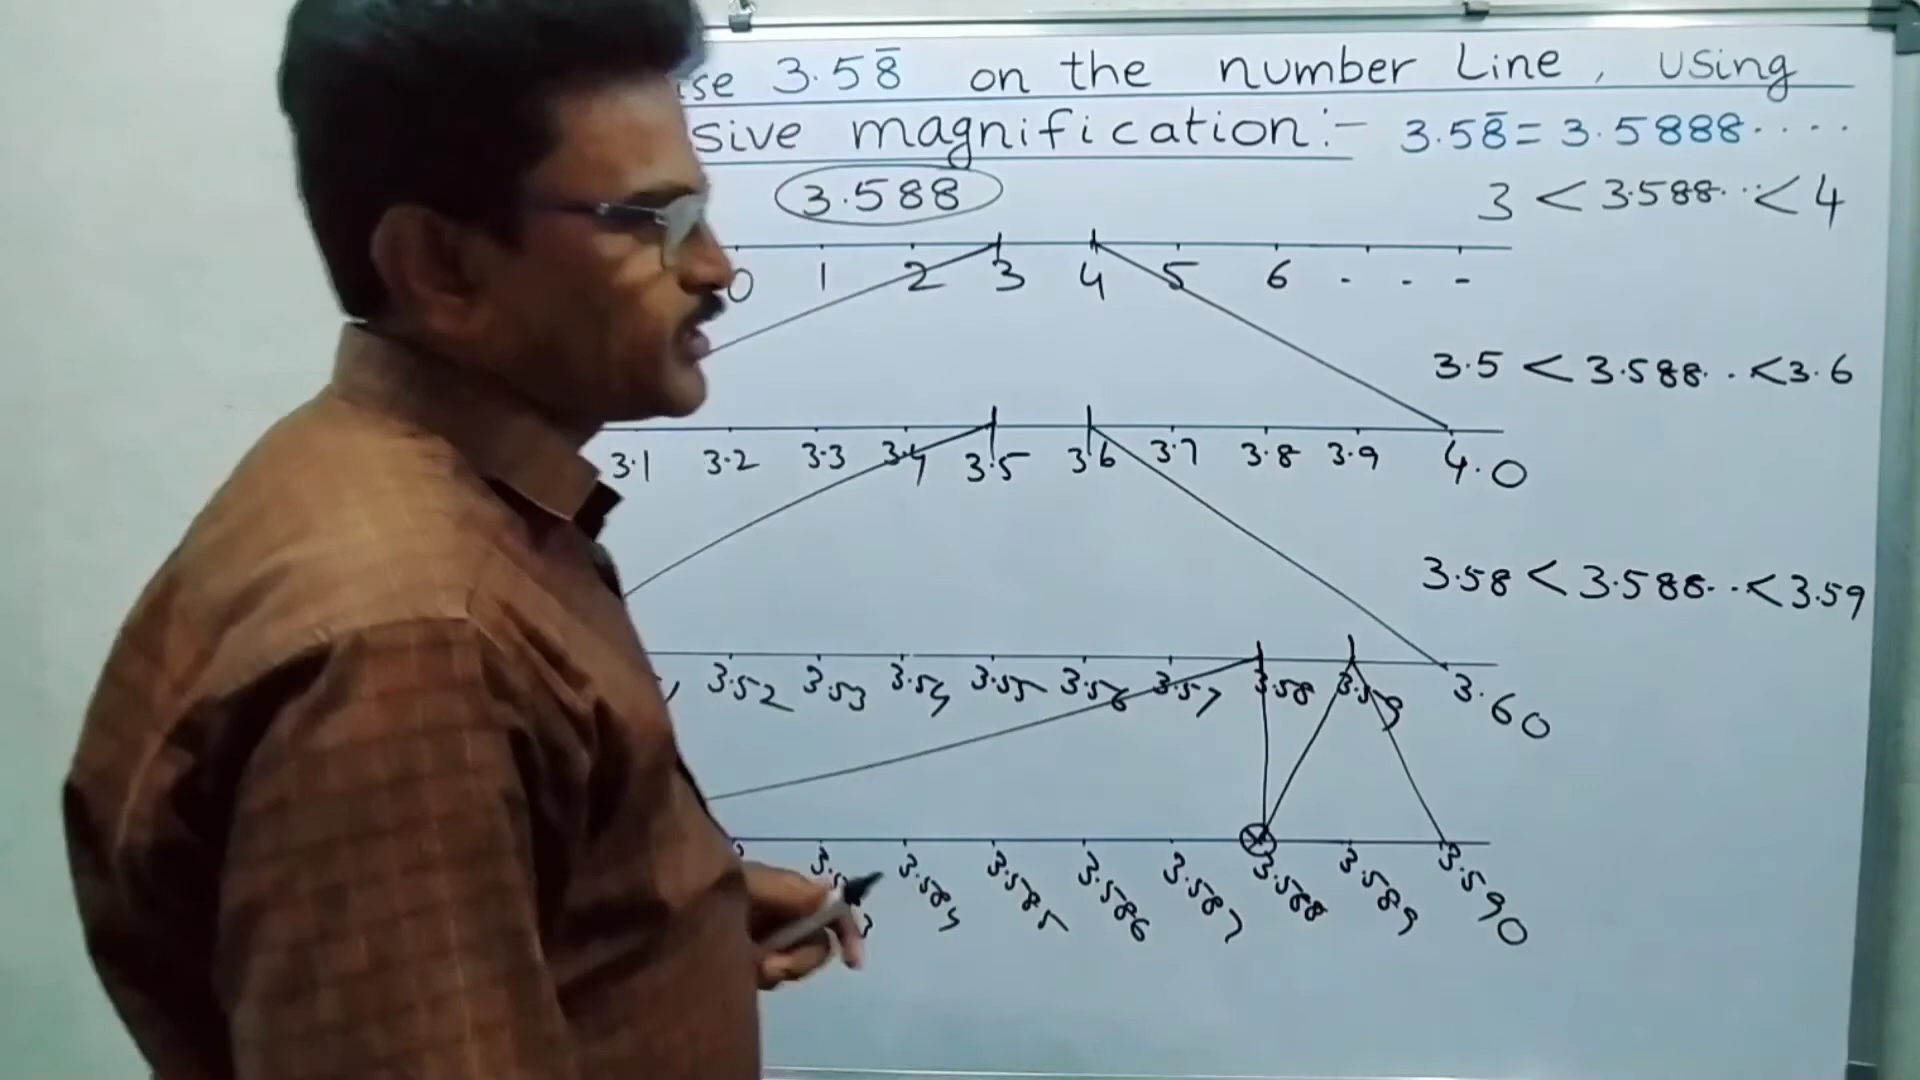 3.58̅ on the number Line, using
magnification:- 3.58̅ = 3.5888....
3.588 3 < 3.588... < 4
0 1 2 3 4 5 6 - - -
3.5 < 3.588.. < 3.6
3.1 3.2 3.3 3.4 3.5 3.6 3.7 3.8 3.9 4.0
3.58 < 3.588.. < 3.59
3.52 3.53 3.54 3.55 3.56 3.57 3.58 3.59 3.60
3.584 3.585 3.586 3.587 3.588 3.589 3.590